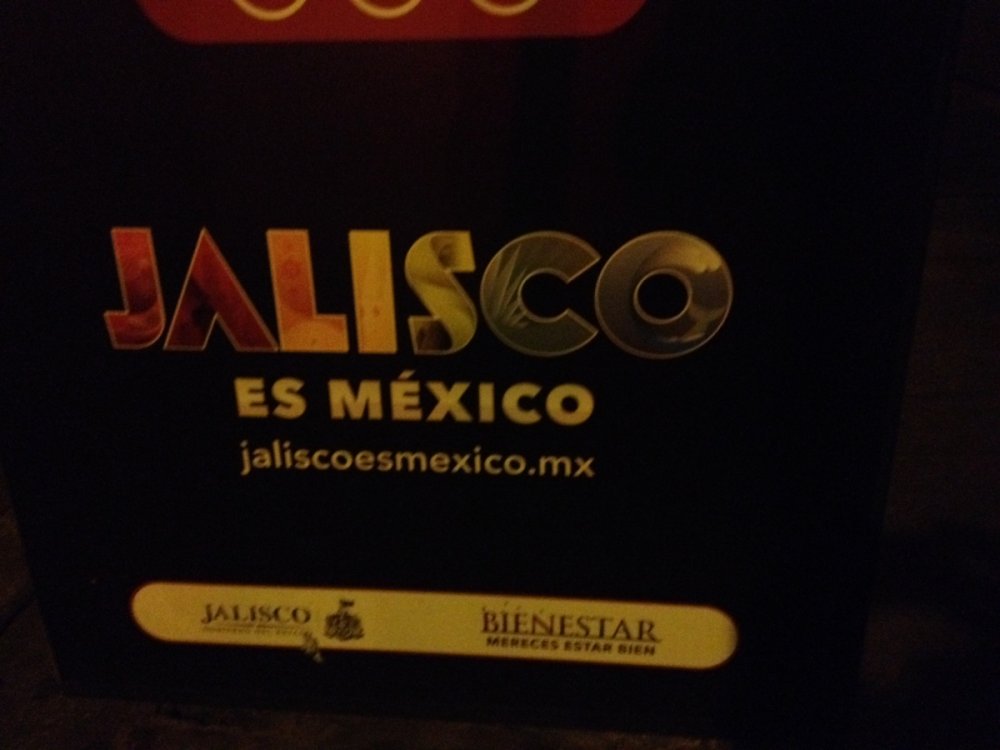 JALISCO
ES MÉXICO
jaliscoesmexico.mx
JALISCO
BIENESTAR
MERECES ESTAR BIEN